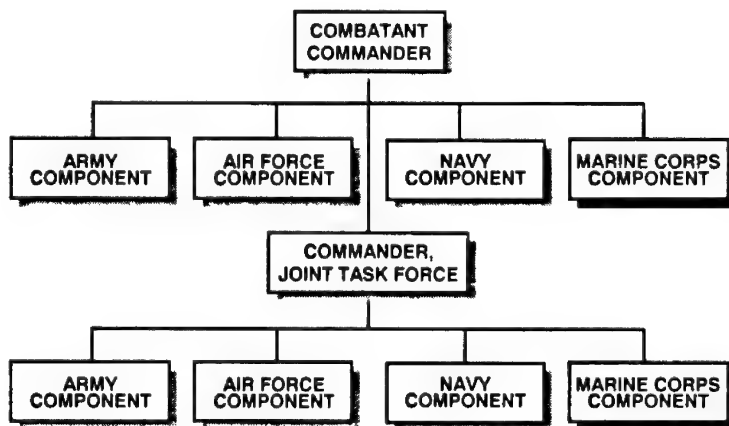 COMBATANT
COMMANDER
ARMY
COMPONENT
AIR FORCE
COMPONENT
NAVY
COMPONENT
MARINE CORPS
COMPONENT
COMMANDER,
JOINT TASK FORCE
ARMY
COMPONENT
AIR FORCE
COMPONENT
NAVY
COMPONENT
MARINE CORPS
COMPONENT